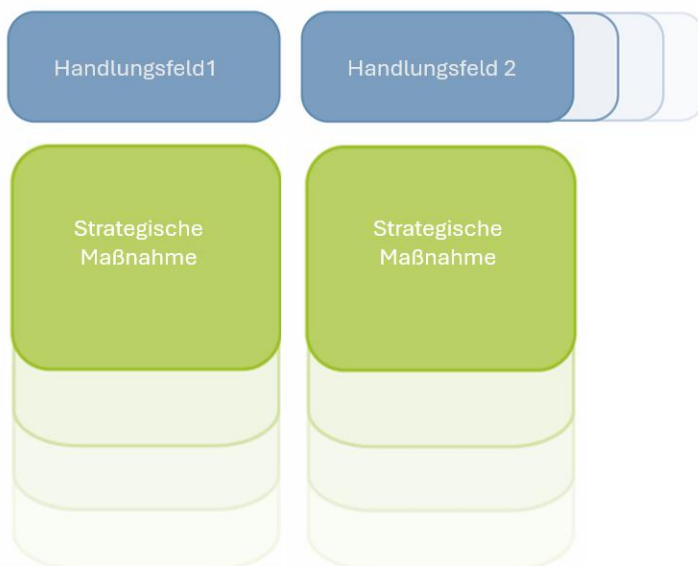 Handlungsfeld1
Handlungsfeld 2
Strategische
Maßnahme
Strategische
Maßnahme